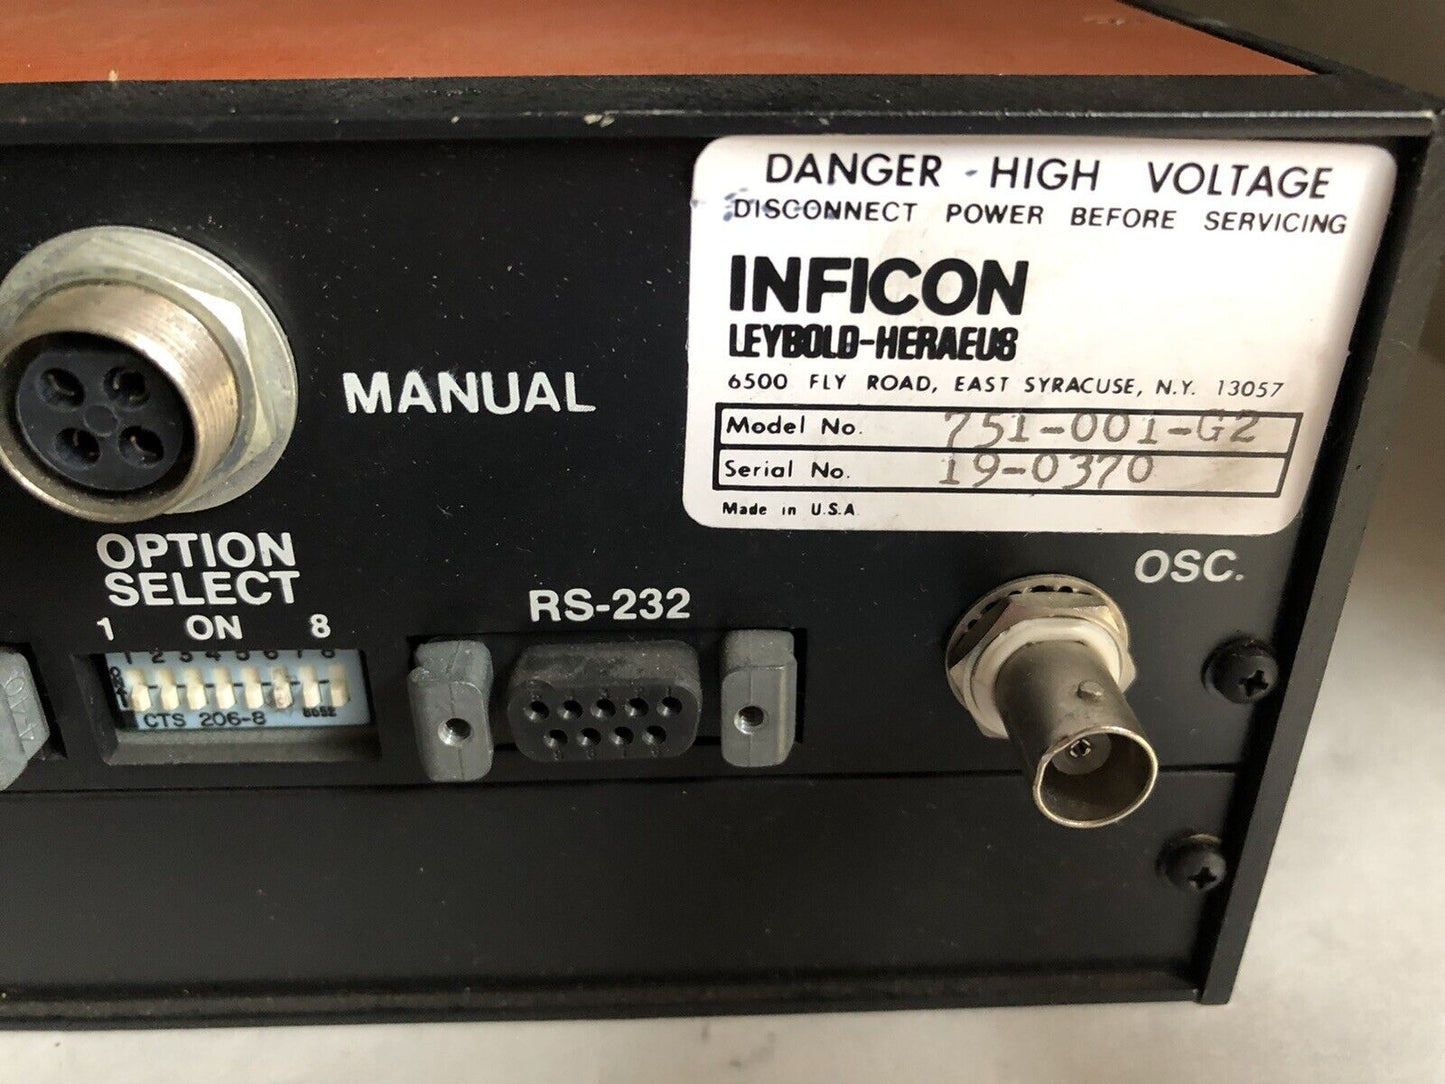 DANGER - HIGH VOLTAGE
DISCONNECT POWER BEFORE SERVICING
INFICON
LEYBOLD-HERAEUS
6500 FLY ROAD, EAST SYRACUSE, N.Y. 13057
Model No. 751-001-G2
Serial No. 19-0370
Made in U.S.A
MANUAL
OPTION
SELECT
1 ON 8
1 2 3 4 5 6 7 8
CTS 206-8 8652
RS-232
OSC.